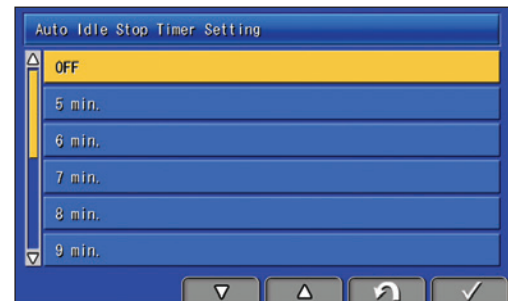 Auto Idle Stop Timer Setting
OFF
5 min.
6 min.
7 min.
8 min.
9 min.